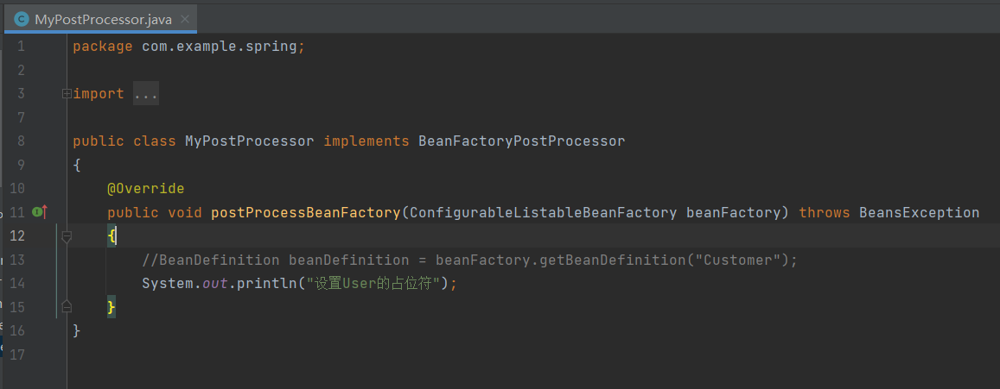 MyPostProcessor.java
1 package com.example.spring;
2
3 import ...
7
8 public class MyPostProcessor implements BeanFactoryPostProcessor
9 {
10 @Override
11 public void postProcessBeanFactory(ConfigurableListableBeanFactory beanFactory) throws BeansException
12 {
13 //BeanDefinition beanDefinition = beanFactory.getBeanDefinition("Customer");
14 System.out.println("设置User的占位符");
15 }
16 }
17